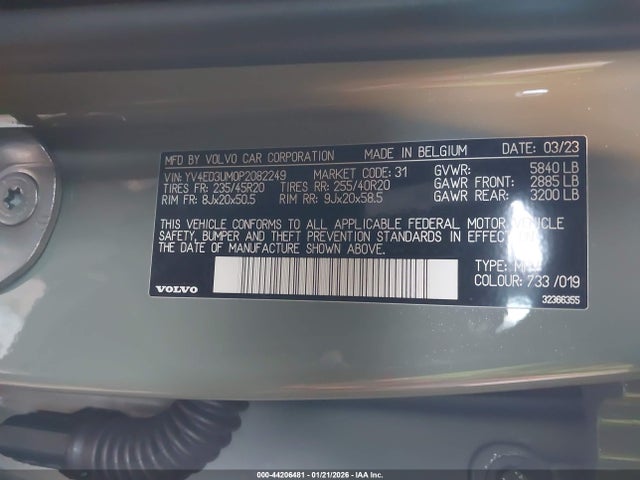 MFD BY VOLVO CAR CORPORATION MADE IN BELGIUM DATE: 03/23
VIN: YV4ED3UM0P2082249 MARKET CODE: 31 GVWR: 5840 LB
TIRES FR: 235/45R20 TIRES RR: 255/40R20 GAWR FRONT: 2885 LB
RIM FR: 8Jx20x50.5 RIM RR: 9Jx20x58.5 GAWR REAR: 3200 LB
THIS VEHICLE CONFORMS TO ALL APPLICABLE FEDERAL MOTOR VEHICLE
SAFETY, BUMPER AND THEFT PREVENTION STANDARDS IN EFFECT ON
THE DATE OF MANUFACTURE SHOWN ABOVE.
TYPE:
COLOUR: 733 /019
VOLVO 32366355
000-44206481 - 01/21/2026 - IAA Inc.